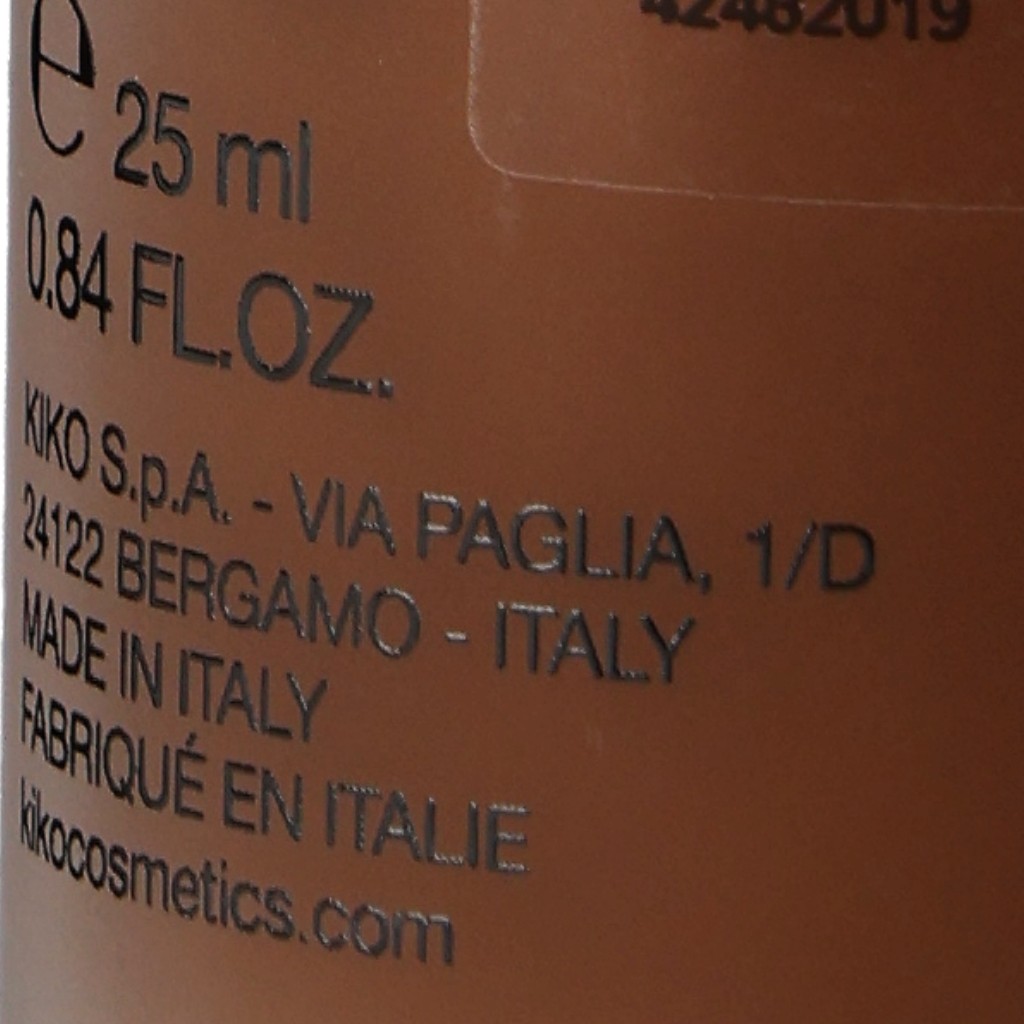 42482019
e 25 ml
0.84 FL.OZ.
KIKO S.p.A. - VIA PAGLIA, 1/D
24122 BERGAMO - ITALY
MADE IN ITALY
FABRIQUÉ EN ITALIE
kikocosmetics.com